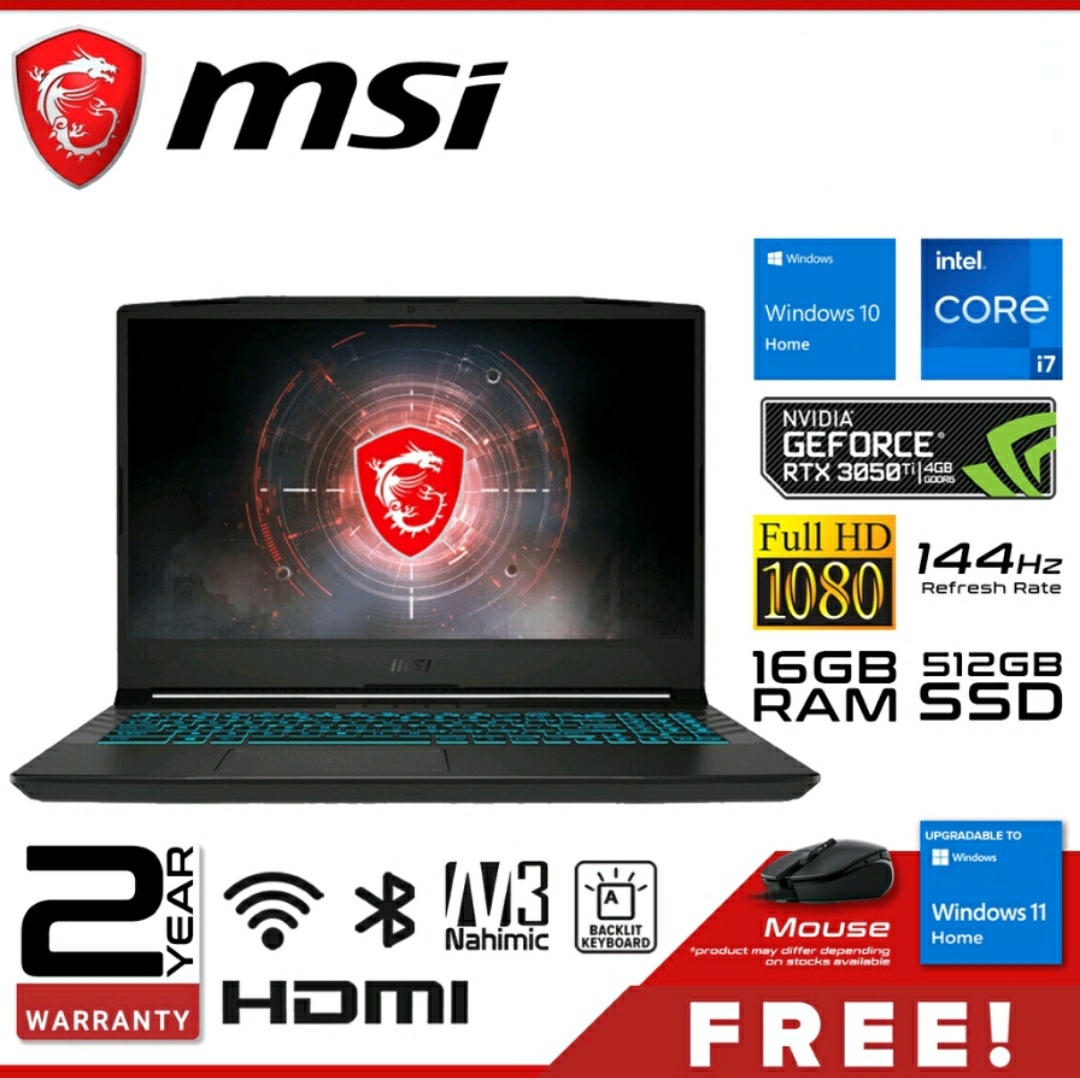 msi
Windows
Windows 10
Home
intel.
CORE
i7
NVIDIA
GEFORCE®
RTX 3050Ti | 4GB
GDDR6
Full HD
1080
144Hz
Refresh Rate
16GB
RAM
512GB
SSD
msi
2 YEAR
WARRANTY
N3
Nahimic
A
BACKLIT
KEYBOARD
HDMI
Mouse
*product may differ depending
on stocks available
UPGRADABLE TO
Windows
Windows 11
Home
FREE!